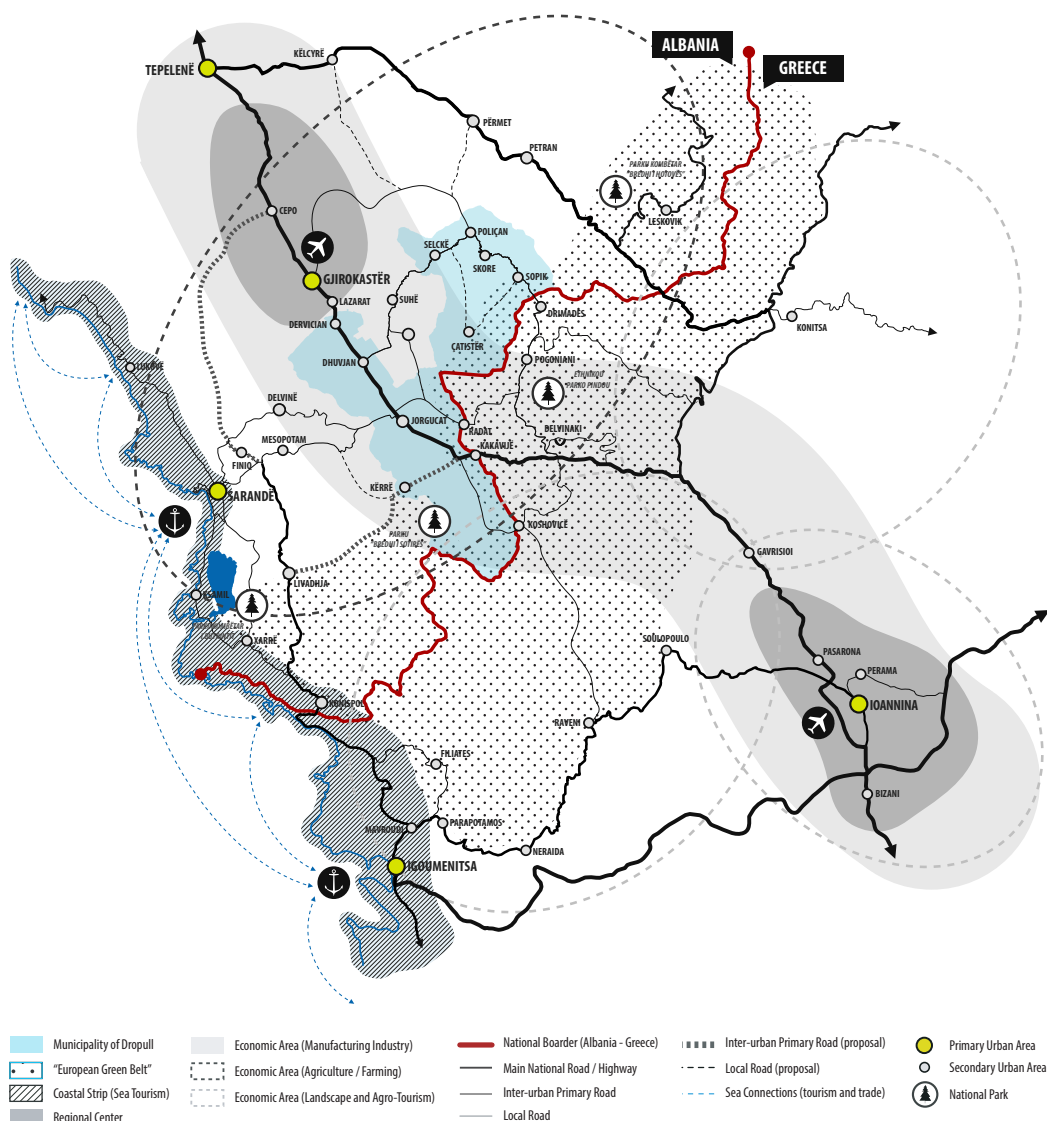 ALBANIA
GREECE
KËLCYRË
TEPELENË
PËRMET
PETRAN
PARKU KOMBËTAR
BREDHI I HOTOVËS
LESKOVIK
CEPO
POLIÇAN
SELCKË
SKORE
SOPIK
GJIROKASTËR
LAZARAT
SUHË
DRIMADES
DERVICIAN
KONITSA
ÇATISTËR
DHUVJAN
POGONIANI
LUKOVË
ETHNIKOU
PARKO PINDOU
DELVINË
JORGUCAT
RADAT
MESOPOTAM
DELVINAKI
KAKAVIJË
FINIQ
KËRRË
SARANDË
KOSHOVICË
PARKU
BREDHI I SOTIRËS
GAVRISIOI
LIVADHJA
KSAMIL
XARRË
SOULOPOULO
PASARONA
PERAMA
KONISPOL
IOANNINA
RAVENI
FILIATES
BIZANI
MAVROUDI
PARAPOTAMOS
NERAIDA
IGOUMENITSA
Municipality of Dropull
"European Green Belt"
Coastal Strip (Sea Tourism)
Regional Center
Economic Area (Manufacturing Industry)
Economic Area (Agriculture / Farming)
Economic Area (Landscape and Agro-Tourism)
National Boarder (Albania - Greece)
Main National Road / Highway
Inter-urban Primary Road
Local Road
Inter-urban Primary Road (proposal)
Local Road (proposal)
Sea Connections (tourism and trade)
Primary Urban Area
Secondary Urban Area
National Park